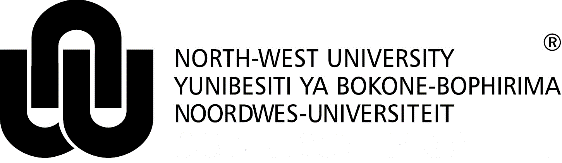 ®
NORTH-WEST UNIVERSITY
YUNIBESITI YA BOKONE-BOPHIRIMA
NOORDWES-UNIVERSITEIT